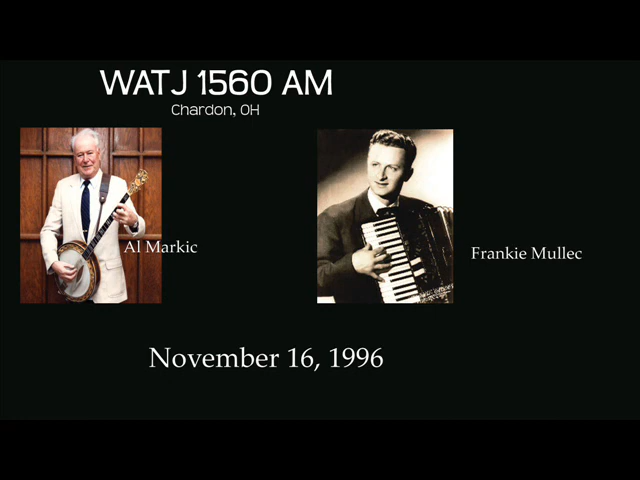 WATJ 1560 AM
Chardon, OH
Al Markic
Frankie Mullec
November 16, 1996